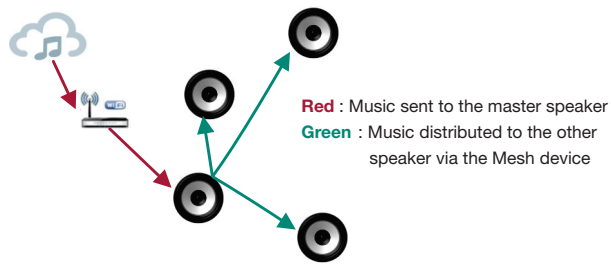 Red : Music sent to the master speaker
Green : Music distributed to the other
speaker via the Mesh device